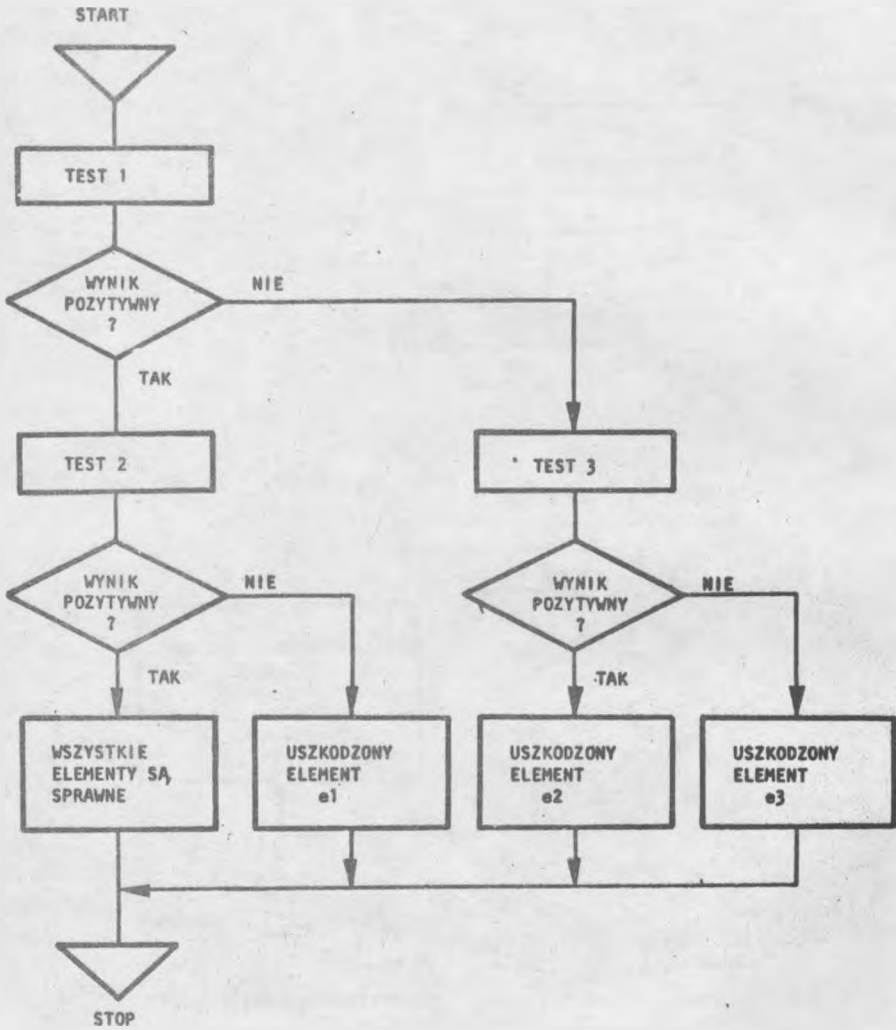 START
TEST 1
WYNIK
POZYTYWNY
?
NIE
TAK
TEST 2
TEST 3
WYNIK
POZYTYWNY
?
NIE
WYNIK
POZYTYWNY
?
NIE
TAK
TAK
WSZYSTKIE
ELEMENTY SĄ
SPRAWNE
USZKODZONY
ELEMENT
e1
USZKODZONY
ELEMENT
e2
USZKODZONY
ELEMENT
e3
STOP